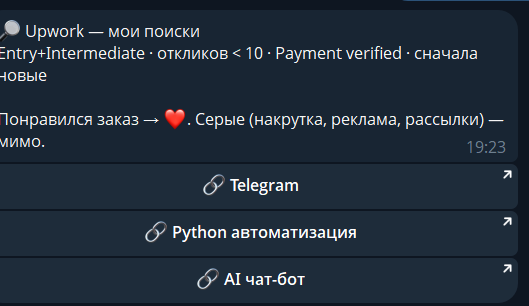 🔎 Upwork — мои поиски
Entry+Intermediate · откликов < 10 · Payment verified · сначала
новые
Понравился заказ → ❤️. Серые (накрутка, реклама, рассылки) —
мимо.
19:23
🔗 Telegram
🔗 Python автоматизация
🔗 AI чат-бот